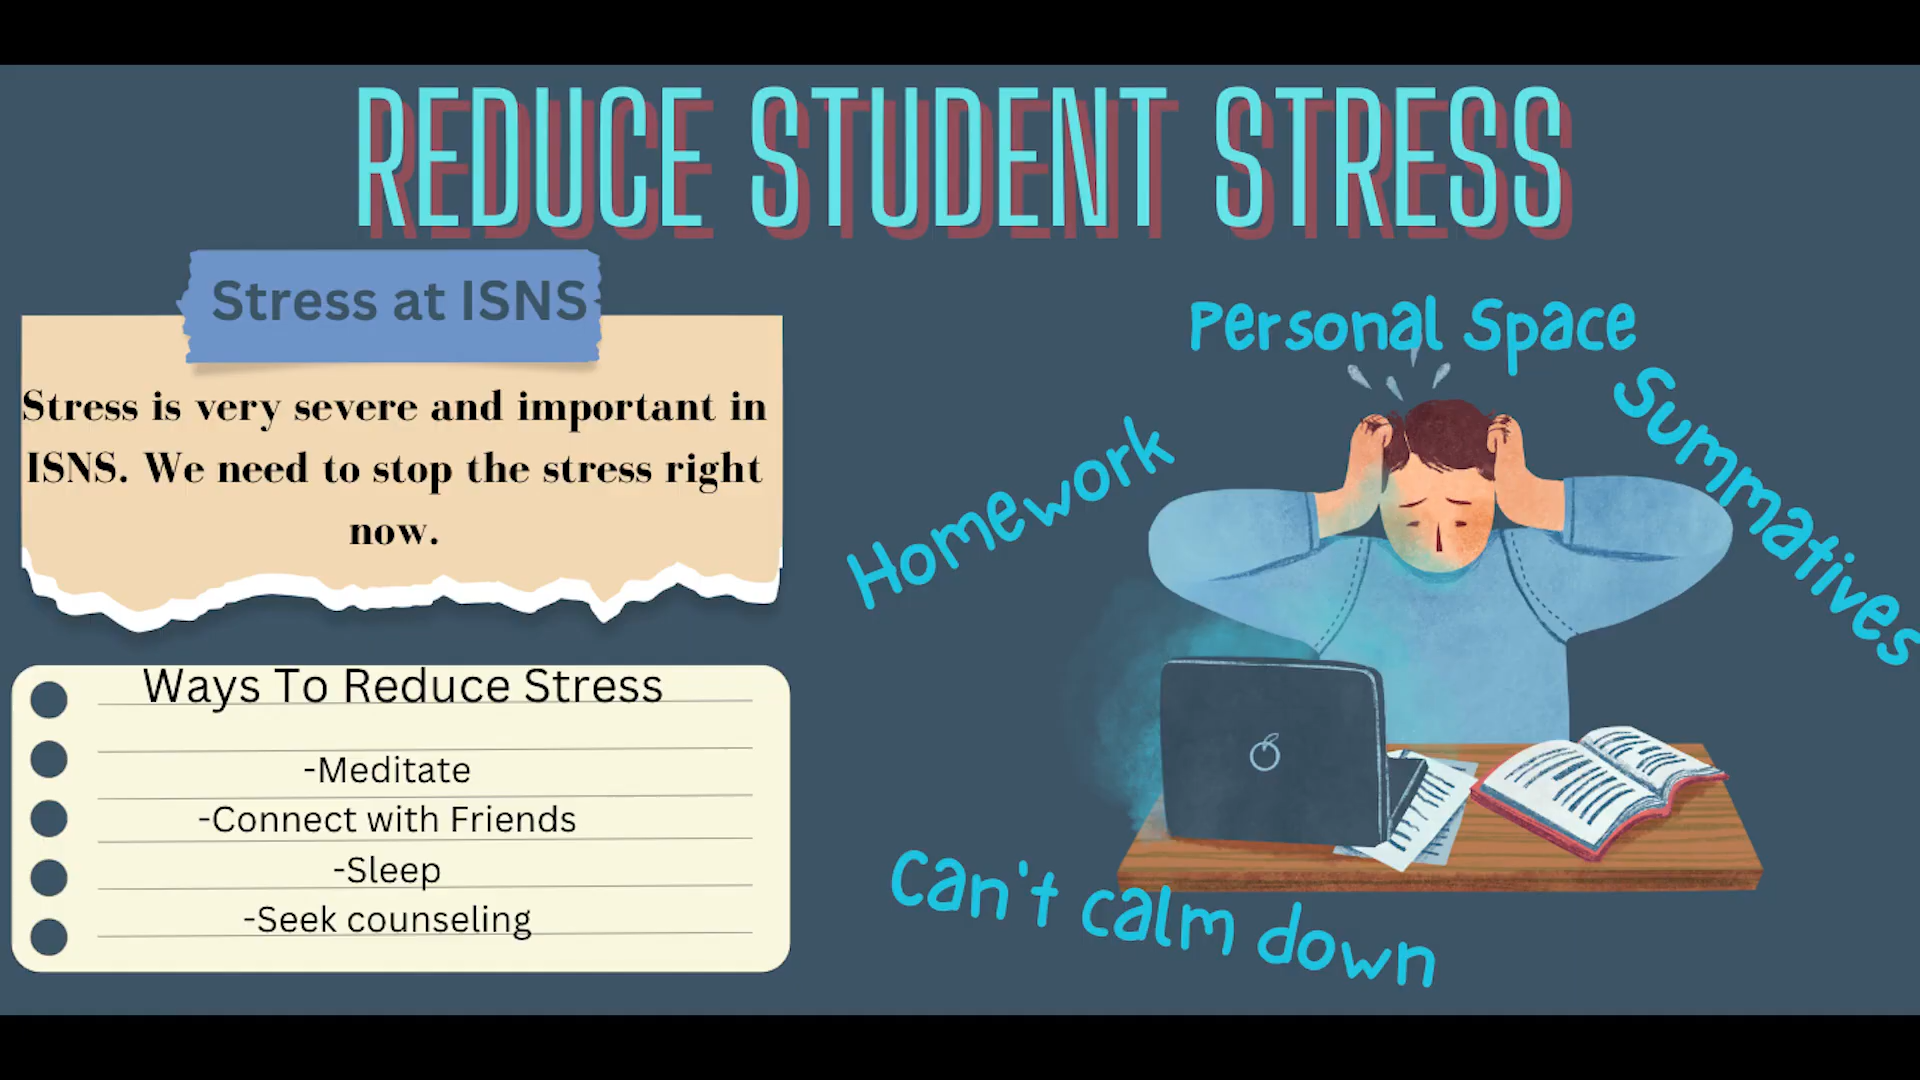 REDUCE STUDENT STRESS
Stress at ISNS
Stress is very severe and important in
ISNS. We need to stop the stress right
now.
Ways To Reduce Stress
-Meditate
-Connect with Friends
-Sleep
-Seek counseling
Personal Space
Summatives
Homework
Can't calm down